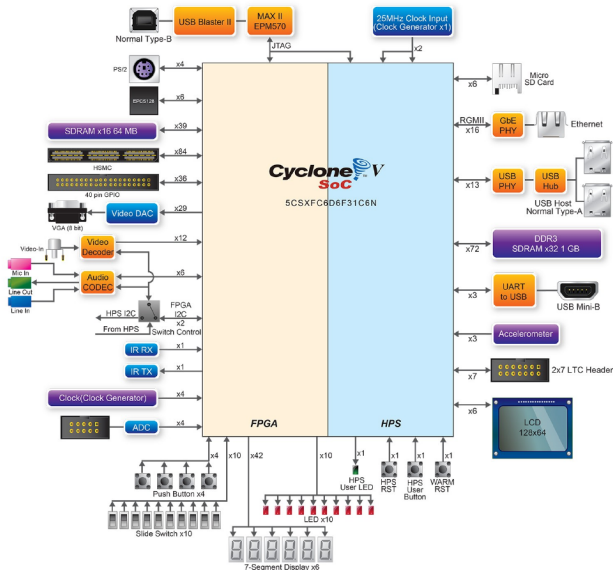 Normal Type-B
USB Blaster II
MAX II
EPM570
JTAG
25MHz Clock Input
(Clock Generator x1)
x2
PS/2
x4
EPCS128
x6
SDRAM x16 64 MB
x39
HSMC
x84
40 pin GPIO
x36
VGA (8 bit)
Video DAC
x29
Video-In
Video
Decoder
x12
Mic In
Line Out
Line In
Audio
CODEC
x6
HPS I2C
From HPS
FPGA
I2C
x2
Switch Control
IR RX
x1
IR TX
x1
Clock(Clock Generator)
x4
ADC
x4
Cyclone V
SoC
5CSXFC6D6F31C6N
FPGA
HPS
x6
Micro
SD Card
RGMII
x16
GbE
PHY
Ethernet
x13
USB
PHY
USB
Hub
USB Host
Normal Type-A
x72
DDR3
SDRAM x32 1 GB
x3
UART
to USB
USB Mini-B
x3
Accelerometer
x7
2x7 LTC Header
x6
LCD
128x64
x4
x10
x42
x10
x1
x1
x1
x1
Push Button x4
Slide Switch x10
7-Segment Display x6
LED x10
HPS
User LED
HPS
RST
HPS
User
Button
WARM
RST